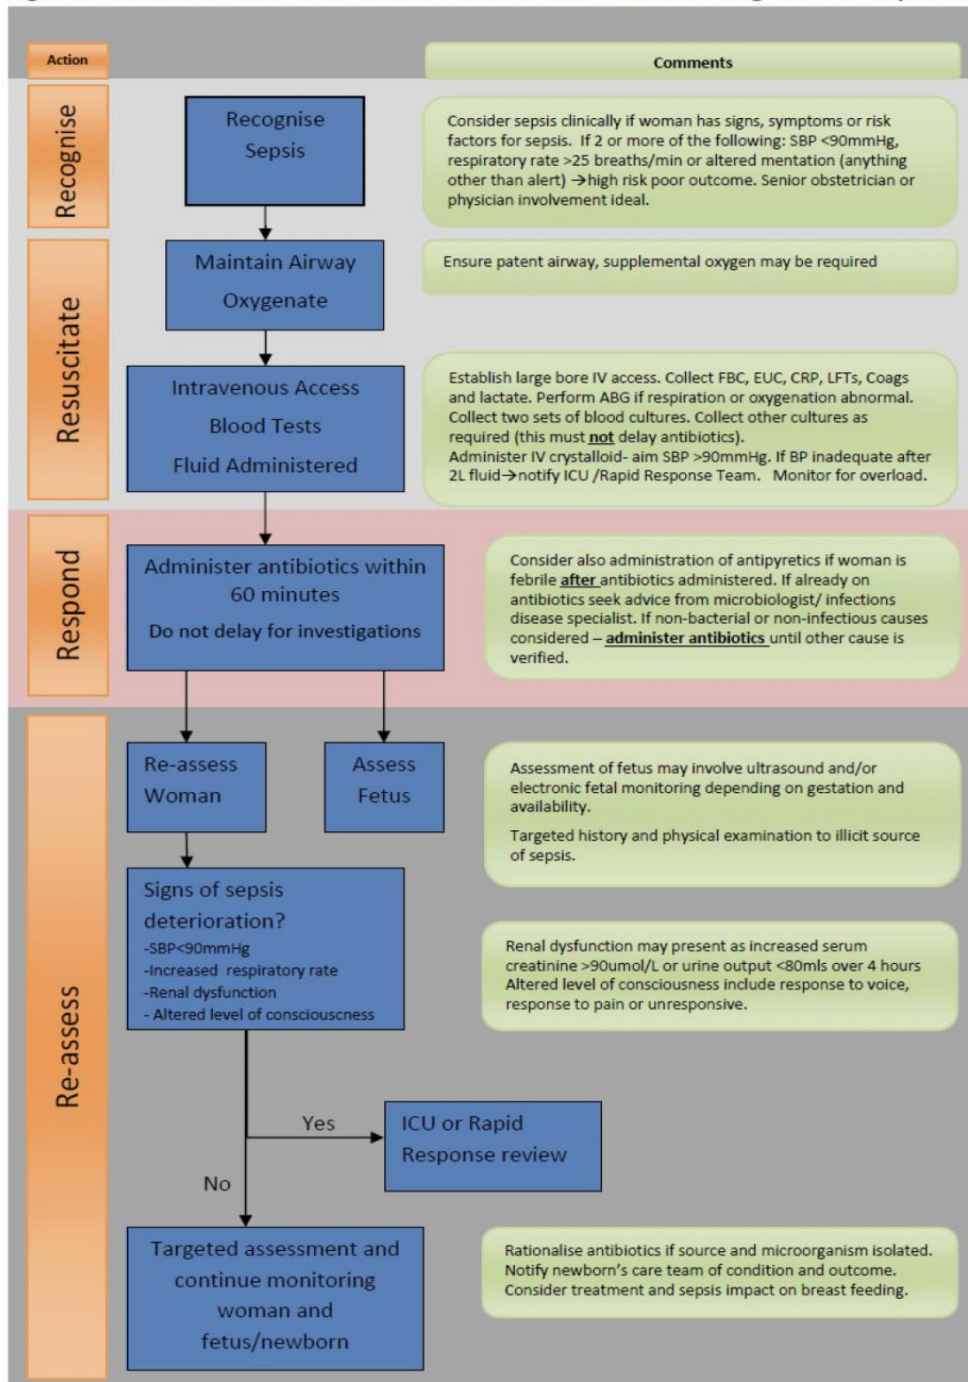 Action
Comments
Recognise
Recognise
Sepsis
Consider sepsis clinically if woman has signs, symptoms or risk
factors for sepsis. If 2 or more of the following: SBP <90mmHg,
respiratory rate >25 breaths/min or altered mentation (anything
other than alert) →high risk poor outcome. Senior obstetrician or
physician involvement ideal.
Resuscitate
Maintain Airway
Oxygenate
Ensure patent airway, supplemental oxygen may be required
Intravenous Access
Blood Tests
Fluid Administered
Establish large bore IV access. Collect FBC, EUC, CRP, LFTs, Coags
and lactate. Perform ABG if respiration or oxygenation abnormal.
Collect two sets of blood cultures. Collect other cultures as
required (this must not delay antibiotics).
Administer IV crystalloid- aim SBP >90mmHg. If BP inadequate after
2L fluid→notify ICU /Rapid Response Team. Monitor for overload.
Respond
Administer antibiotics within
60 minutes
Do not delay for investigations
Consider also administration of antipyretics if woman is
febrile after antibiotics administered. If already on
antibiotics seek advice from microbiologist/ infections
disease specialist. If non-bacterial or non-infectious causes
considered – administer antibiotics until other cause is
verified.
Re-assess
Re-assess
Woman
Assess
Fetus
Assessment of fetus may involve ultrasound and/or
electronic fetal monitoring depending on gestation and
availability.
Targeted history and physical examination to illicit source
of sepsis.
Signs of sepsis
deterioration?
-SBP<90mmHg
-Increased respiratory rate
-Renal dysfunction
- Altered level of consciouscness
Renal dysfunction may present as increased serum
creatinine >90umol/L or urine output <80mls over 4 hours
Altered level of consciousness include response to voice,
response to pain or unresponsive.
Yes
ICU or Rapid
Response review
No
Targeted assessment and
continue monitoring
woman and
fetus/newborn
Rationalise antibiotics if source and microorganism isolated.
Notify newborn's care team of condition and outcome.
Consider treatment and sepsis impact on breast feeding.